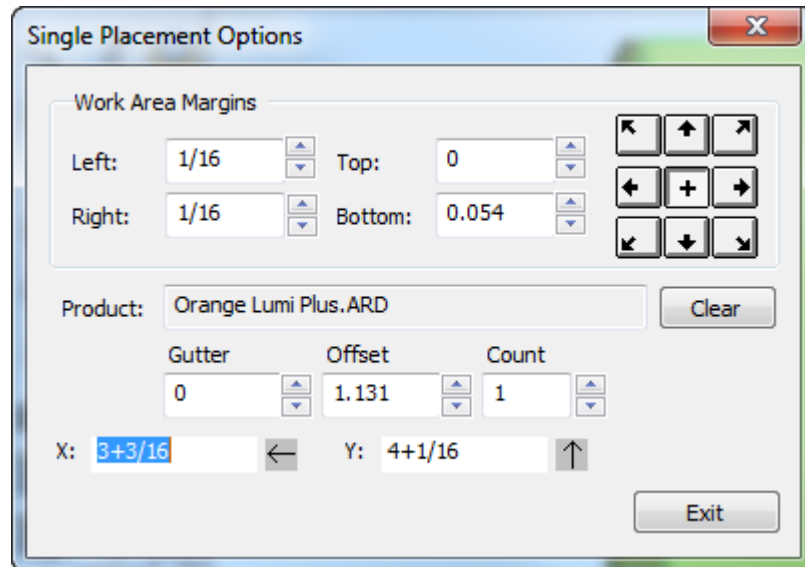 Single Placement Options
Work Area Margins
Left: 1/16 Top: 0
Right: 1/16 Bottom: 0.054
Product: Orange Lumi Plus.ARD Clear
Gutter Offset Count
0 1.131 1
X: 3+3/16 Y: 4+1/16
Exit